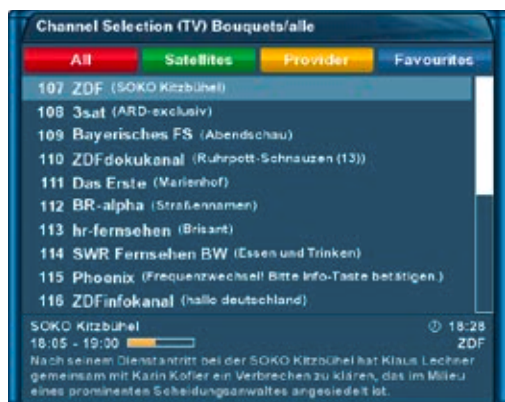 Channel Selection (TV) Bouquets/alle
All Satellites Provider Favourites
107 ZDF (SOKO Kitzbühel)
108 3sat (ARD-exclusiv)
109 Bayerisches FS (Abendschau)
110 ZDFdokukanal (Ruhrpott-Schnauzen (13))
111 Das Erste (Marienhof)
112 BR-alpha (Straßennamen)
113 hr-fernsehen (Brisant)
114 SWR Fernsehen BW (Essen und Trinken)
115 Phoenix (Frequenzwechsel! Bitte Info-Taste betätigen.)
116 ZDFinfokanal (hallo deutschland)
SOKO Kitzbühel 18:28
18:05 - 19:00 ZDF
Nach seinem Dienstantritt bei der SOKO Kitzbühel hat Klaus Lechner
gemeinsam mit Karin Kofler ein Verbrechen zu klären, das im Milieu
eines prominenten Scheidungsanwaltes angesiedelt ist.